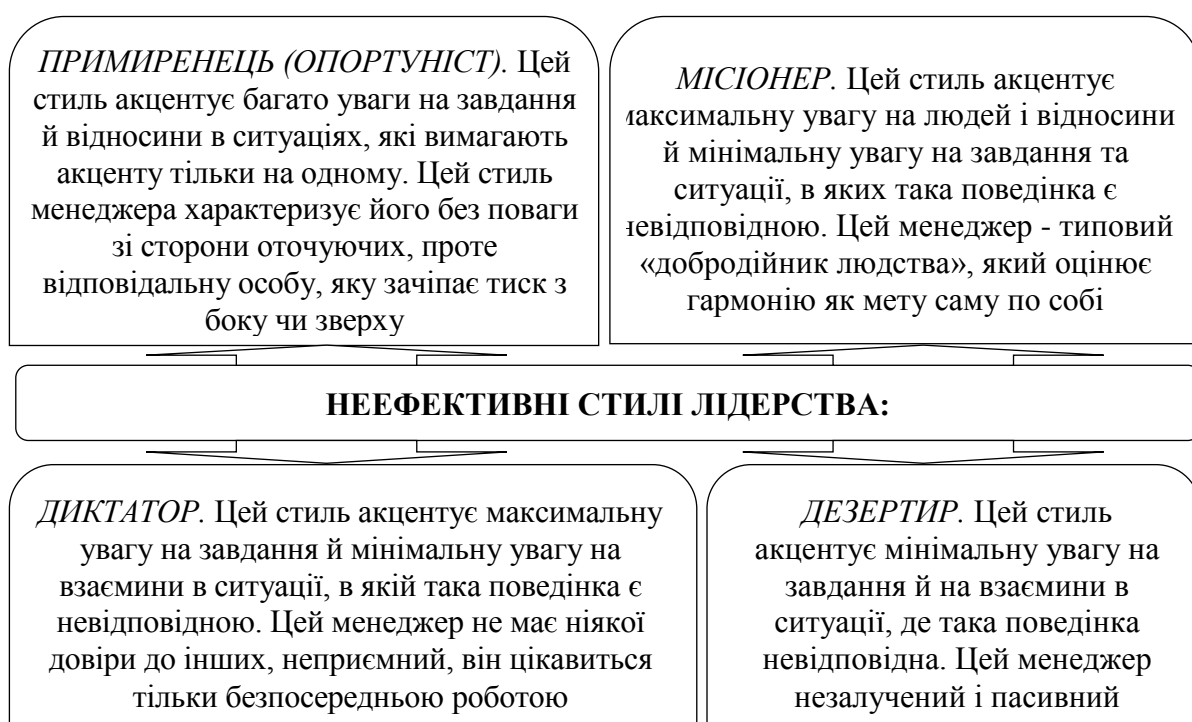 ПРИМИРЕНЕЦЬ (ОПОРТУНІСТ). Цей
стиль акцентує багато уваги на завдання
й відносини в ситуаціях, які вимагають
акценту тільки на одному. Цей стиль
менеджера характеризує його без поваги
зі сторони оточуючих, проте
відповідальну особу, яку зачіпає тиск з
боку чи зверху
МІСІОНЕР. Цей стиль акцентує
максимальну увагу на людей і відносини
й мінімальну увагу на завдання та
ситуації, в яких така поведінка є
невідповідною. Цей менеджер - типовий
«добродійник людства», який оцінює
гармонію як мету саму по собі
НЕЕФЕКТИВНІ СТИЛІ ЛІДЕРСТВА:
ДИКТАТОР. Цей стиль акцентує максимальну
увагу на завдання й мінімальну увагу на
взаємини в ситуації, в якій така поведінка є
невідповідною. Цей менеджер не має ніякої
довіри до інших, неприємний, він цікавиться
тільки безпосередньою роботою
ДЕЗЕРТИР. Цей стиль
акцентує мінімальну увагу на
завдання й на взаємини в
ситуації, де така поведінка
невідповідна. Цей менеджер
незалучений і пасивний